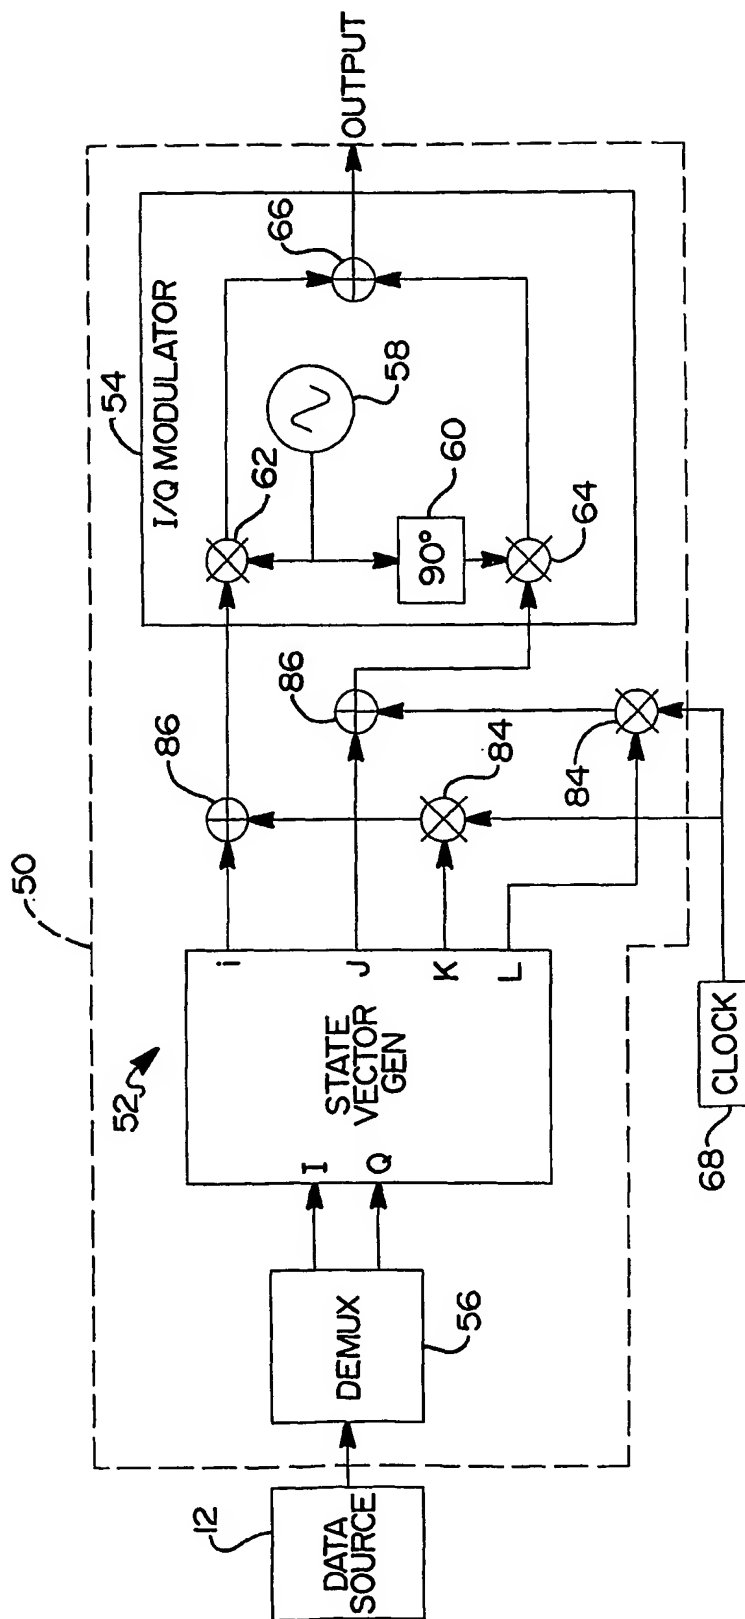 50
54
I/Q MODULATOR
62
66
OUTPUT
58
60
90°
64
86
86
84
84
52
STATE
VECTOR
GEN
I
Q
i
J
K
L
12
DATA
SOURCE
DEMUX
56
68
CLOCK